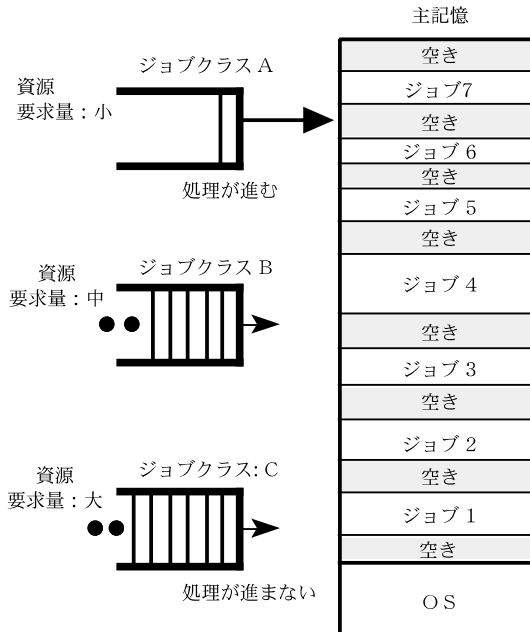 主記憶
ジョブクラス A
資源
要求量：小
処理が進む
ジョブクラス B
資源
要求量：中
ジョブクラス: C
資源
要求量：大
処理が進まない
空き
ジョブ7
空き
ジョブ 6
空き
ジョブ 5
空き
ジョブ 4
空き
ジョブ 3
空き
ジョブ 2
空き
ジョブ 1
空き
ＯＳ